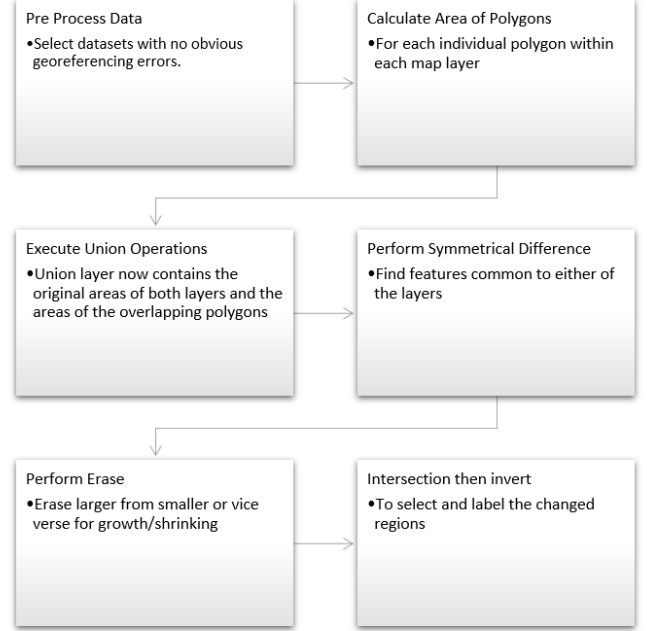 Pre Process Data
•Select datasets with no obvious
georeferencing errors.
Calculate Area of Polygons
•For each individual polygon within
each map layer
Execute Union Operations
•Union layer now contains the
original areas of both layers and the
areas of the overlapping polygons
Perform Symmetrical Difference
•Find features common to either of
the layers
Perform Erase
•Erase larger from smaller or vice
verse for growth/shrinking
Intersection then invert
•To select and label the changed
regions